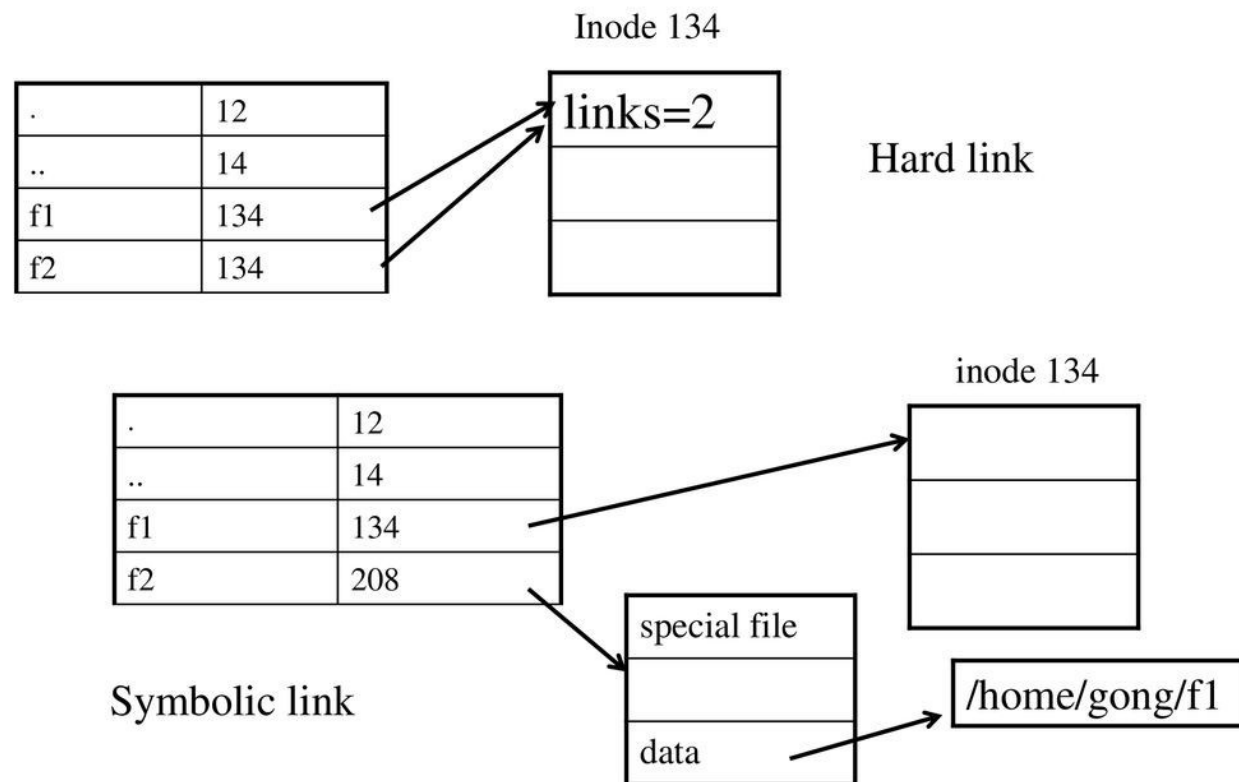 Inode 134
. 12
.. 14
f1 134
f2 134
links=2
Hard link
inode 134
. 12
.. 14
f1 134
f2 208
special file
data
/home/gong/f1
Symbolic link